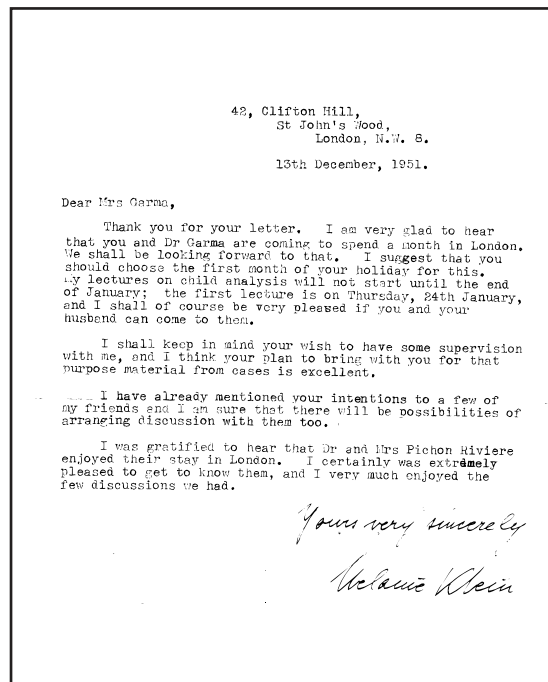 42, Clifton Hill,
St John's Wood,
London, N.W. 8.
13th December, 1951.
Dear Mrs Garma,
Thank you for your letter. I am very glad to hear
that you and Dr Garma are coming to spend a month in London.
We shall be looking forward to that. I suggest that you
should choose the first month of your holiday for this.
My lectures on child analysis will not start until the end
of January; the first lecture is on Thursday, 24th January,
and I shall of course be very pleased if you and your
husband can come to them.
I shall keep in mind your wish to have some supervision
with me, and I think your plan to bring with you for that
purpose material from cases is excellent.
I have already mentioned your intentions to a few of
my friends and I am sure that there will be possibilities of
arranging discussion with them too.
I was gratified to hear that Dr and Mrs Pichon Riviere
enjoyed their stay in London. I certainly was extremely
pleased to get to know them, and I very much enjoyed the
few discussions we had.
Yours very sincerely
Melanie Klein